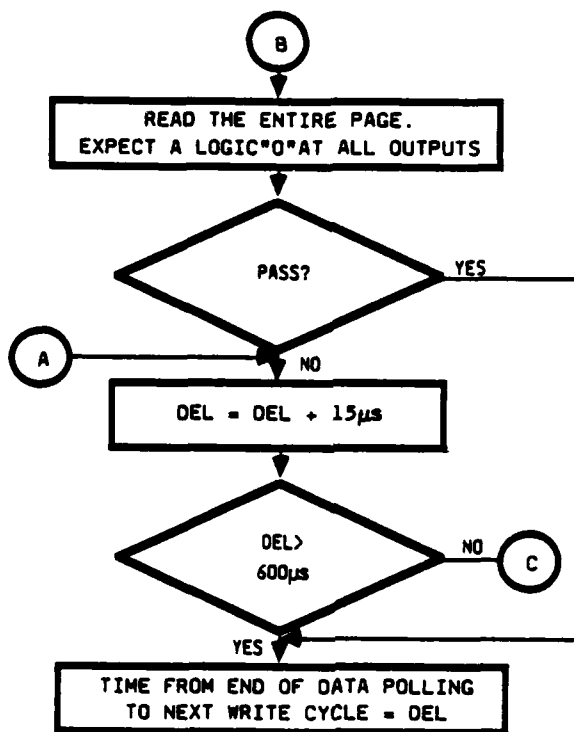 B
READ THE ENTIRE PAGE.
EXPECT A LOGIC"0"AT ALL OUTPUTS
PASS?
YES
A
NO
DEL = DEL + 15µs
DEL>
600µs
NO
C
YES
TIME FROM END OF DATA POLLING
TO NEXT WRITE CYCLE = DEL